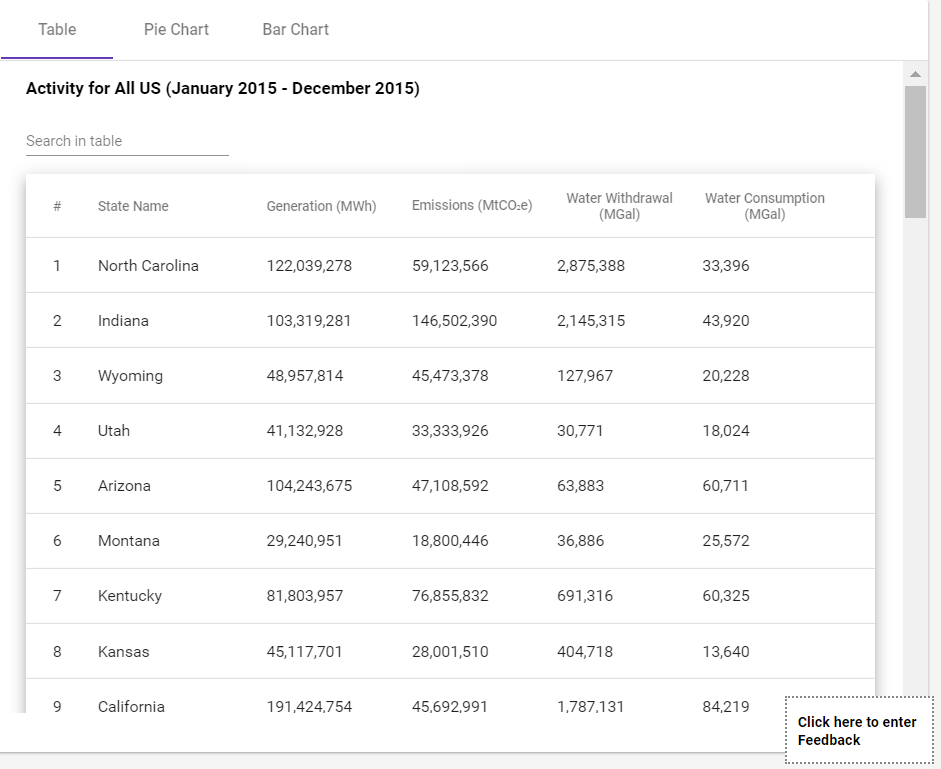 Table Pie Chart Bar Chart
Activity for All US (January 2015 - December 2015)
Search in table
# State Name Generation (MWh) Emissions (MtCO₂e) Water Withdrawal (MGal) Water Consumption (MGal)
1 North Carolina 122,039,278 59,123,566 2,875,388 33,396
2 Indiana 103,319,281 146,502,390 2,145,315 43,920
3 Wyoming 48,957,814 45,473,378 127,967 20,228
4 Utah 41,132,928 33,333,926 30,771 18,024
5 Arizona 104,243,675 47,108,592 63,883 60,711
6 Montana 29,240,951 18,800,446 36,886 25,572
7 Kentucky 81,803,957 76,855,832 691,316 60,325
8 Kansas 45,117,701 28,001,510 404,718 13,640
9 California 191,424,754 45,692,991 1,787,131 84,219
Click here to enter
Feedback